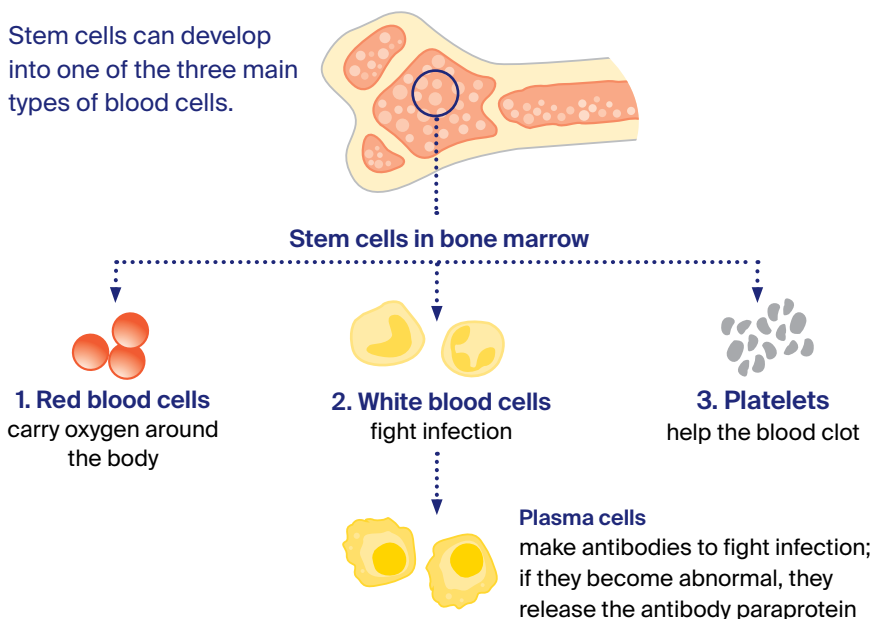 Stem cells can develop
into one of the three main
types of blood cells.
Stem cells in bone marrow
1. Red blood cells
carry oxygen around
the body
2. White blood cells
fight infection
3. Platelets
help the blood clot
Plasma cells
make antibodies to fight infection;
if they become abnormal, they
release the antibody paraprotein